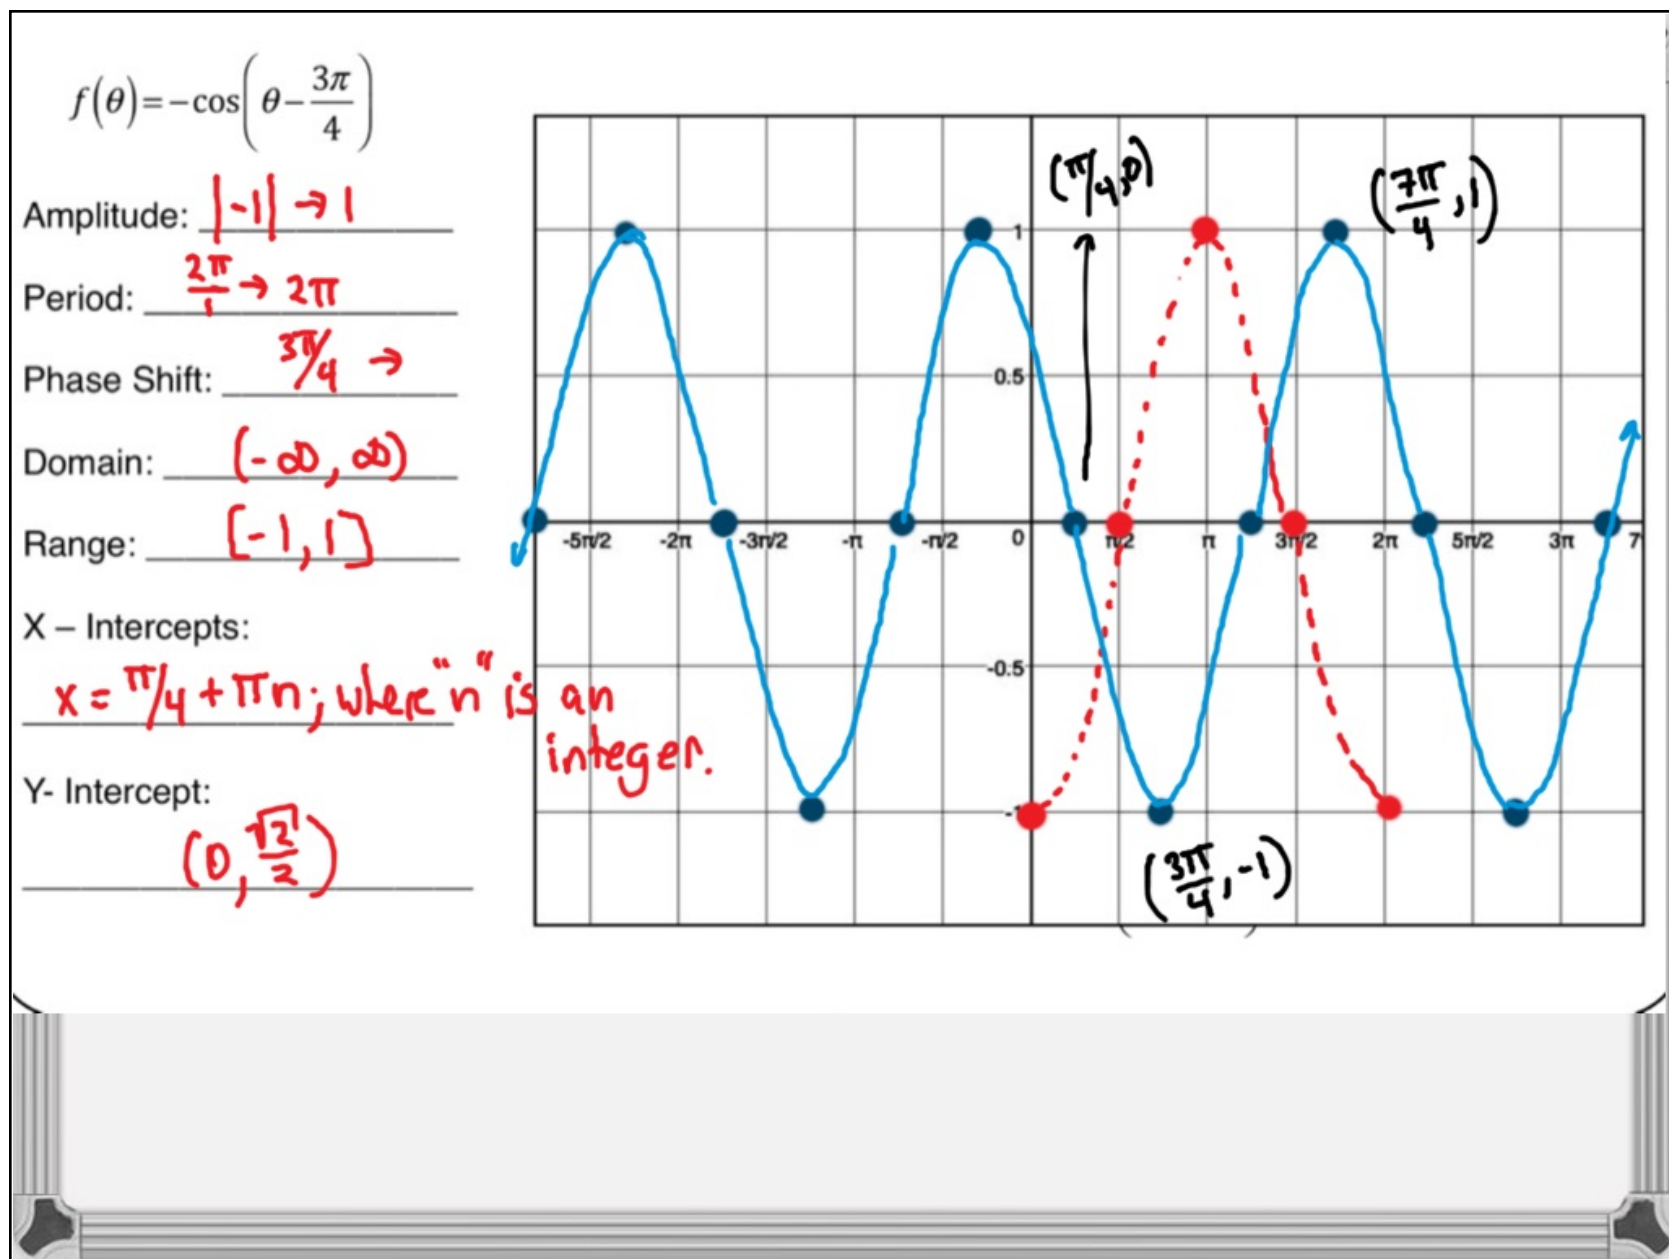 f(θ)=-cos(θ-3π/4)
Amplitude: |-1| → 1
Period: 2π/1 → 2π
Phase Shift: 3π/4 →
Domain: (-∞, ∞)
Range: [-1, 1]
X – Intercepts:
x = π/4 + πn; where "n" is an
integer.
Y- Intercept:
(0, √2/2)
(π/4, 0)
(7π/4, 1)
1
0.5
-5π/2 -2π -3π/2 -π -π/2 0 π/2 π 3π/2 2π 5π/2 3π 7
-0.5
-1
(3π/4, -1)